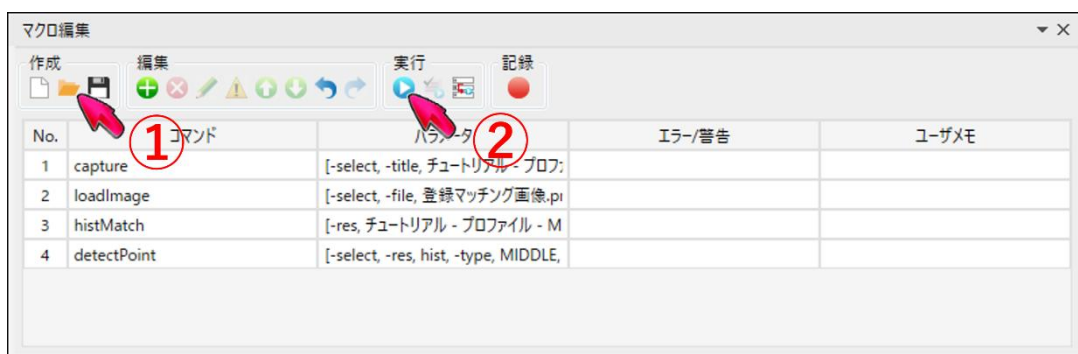 マクロ編集
作成 編集 実行 記録
① ②
No. コマンド パラメータ エラー/警告 ユーザメモ
1 capture [-select, -title, チュートリアル - プロファ
2 loadImage [-select, -file, 登録マッチング画像.pr
3 histMatch [-res, チュートリアル - プロファイル - M
4 detectPoint [-select, -res, hist, -type, MIDDLE,